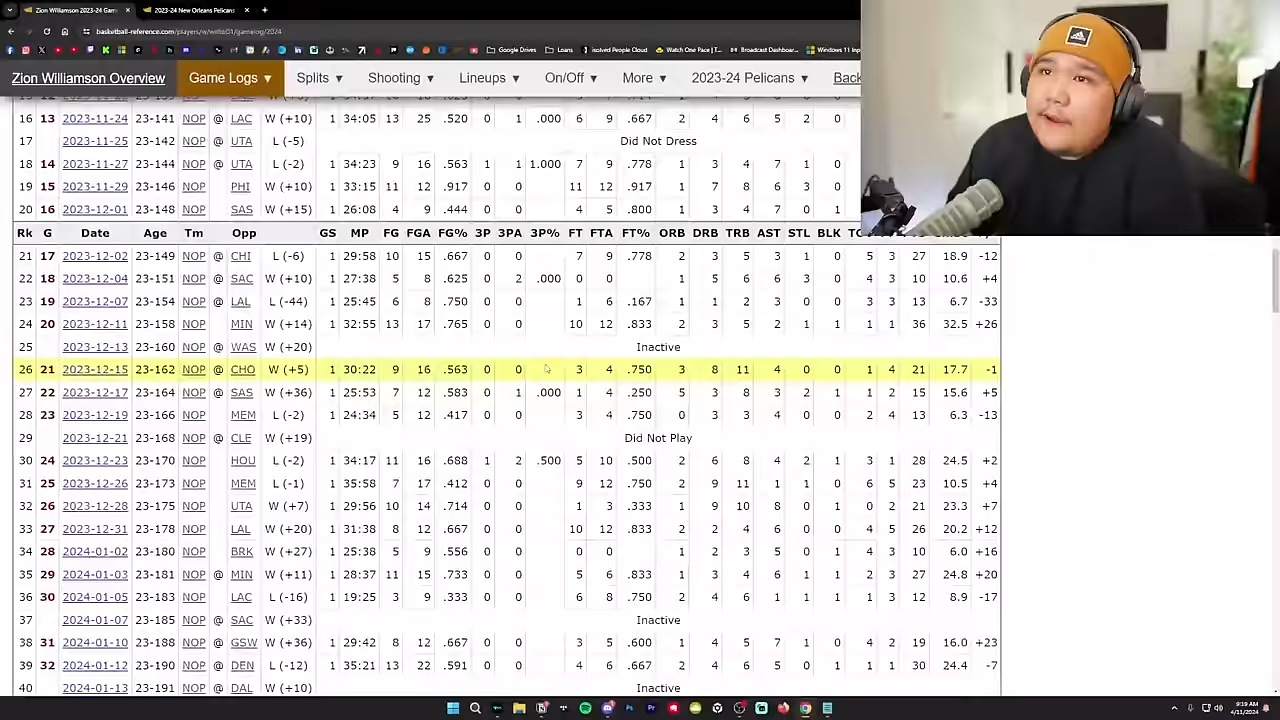 Zion Williamson 2023-24 Gam × 2023-24 New Orleans Pelicans × +
basketball-reference.com/players/w/willizi01/gamelog/2024
Google Drives Loans isolved People Cloud Watch One Pace | T... Broadcast Dashboar... Windows 11 Inp
Zion Williamson Overview Game Logs ▼ Splits ▼ Shooting ▼ Lineups ▼ On/Off ▼ More ▼ 2023-24 Pelicans ▼ Back
16 13 2023-11-24 23-141 NOP @ LAC W (+10) 1 34:05 13 25 .520 0 1 .000 6 9 .667 2 4 6 5 2 0
17 2023-11-25 23-142 NOP @ UTA L (-5) Did Not Dress
18 14 2023-11-27 23-144 NOP @ UTA L (-2) 1 34:23 9 16 .563 1 1 1.000 7 9 .778 1 3 4 7 1 0
19 15 2023-11-29 23-146 NOP PHI W (+10) 1 33:15 11 12 .917 0 0 11 12 .917 1 7 8 6 3 0
20 16 2023-12-01 23-148 NOP SAS W (+15) 1 26:08 4 9 .444 0 0 4 5 .800 1 3 4 7 0 1
Rk G Date Age Tm Opp GS MP FG FGA FG% 3P 3PA 3P% FT FTA FT% ORB DRB TRB AST STL BLK
21 17 2023-12-02 23-149 NOP @ CHI L (-6) 1 29:58 10 15 .667 0 0 7 9 .778 2 3 5 3 1 0 5 3 27 18.9 -12
22 18 2023-12-04 23-151 NOP @ SAC W (+10) 1 27:38 5 8 .625 0 2 .000 0 0 1 5 6 6 3 0 4 3 10 10.6 +4
23 19 2023-12-07 23-154 NOP @ LAL L (-44) 1 25:45 6 8 .750 0 0 1 6 .167 1 1 2 3 0 0 3 3 13 6.7 -33
24 20 2023-12-11 23-158 NOP MIN W (+14) 1 32:55 13 17 .765 0 0 10 12 .833 2 3 5 2 1 1 1 1 36 32.5 +26
25 2023-12-13 23-160 NOP @ WAS W (+20) Inactive
26 21 2023-12-15 23-162 NOP @ CHO W (+5) 1 30:22 9 16 .563 0 0 3 4 .750 3 8 11 4 0 0 1 4 21 17.7 -1
27 22 2023-12-17 23-164 NOP @ SAS W (+36) 1 25:53 7 12 .583 0 1 .000 1 4 .250 5 3 8 3 2 1 1 2 15 15.6 +5
28 23 2023-12-19 23-166 NOP MEM L (-2) 1 24:34 5 12 .417 0 0 3 4 .750 0 3 3 4 0 0 2 4 13 6.3 -13
29 2023-12-21 23-168 NOP @ CLE W (+19) Did Not Play
30 24 2023-12-23 23-170 NOP HOU L (-2) 1 34:17 11 16 .688 1 2 .500 5 10 .500 2 6 8 4 2 1 3 1 28 24.5 +2
31 25 2023-12-26 23-173 NOP MEM L (-1) 1 35:58 7 17 .412 0 0 9 12 .750 2 9 11 1 1 0 6 5 23 10.5 +4
32 26 2023-12-28 23-175 NOP UTA W (+7) 1 29:56 10 14 .714 0 0 1 3 .333 1 9 10 8 0 1 0 2 21 23.3 +7
33 27 2023-12-31 23-178 NOP LAL W (+20) 1 31:38 8 12 .667 0 0 10 12 .833 2 2 4 6 0 0 4 5 26 20.2 +12
34 28 2024-01-02 23-180 NOP BRK W (+27) 1 25:38 5 9 .556 0 0 0 0 1 2 3 5 0 1 4 3 10 6.0 +16
35 29 2024-01-03 23-181 NOP @ MIN W (+11) 1 28:37 11 15 .733 0 0 5 6 .833 1 3 4 6 1 1 2 3 27 24.8 +20
36 30 2024-01-05 23-183 NOP LAC L (-16) 1 19:25 3 9 .333 0 0 6 8 .750 2 4 6 1 1 1 1 3 12 8.9 -17
37 2024-01-07 23-185 NOP @ SAC W (+33) Inactive
38 31 2024-01-10 23-188 NOP @ GSW W (+36) 1 29:42 8 12 .667 0 0 3 5 .600 1 4 5 7 1 0 4 2 19 16.0 +23
39 32 2024-01-12 23-190 NOP @ DEN L (-12) 1 35:21 13 22 .591 0 0 4 6 .667 2 4 6 5 0 1 1 1 30 24.4 -7
40 2024-01-13 23-191 NOP @ DAL W (+10) Inactive
9:39 AM
4/11/2024